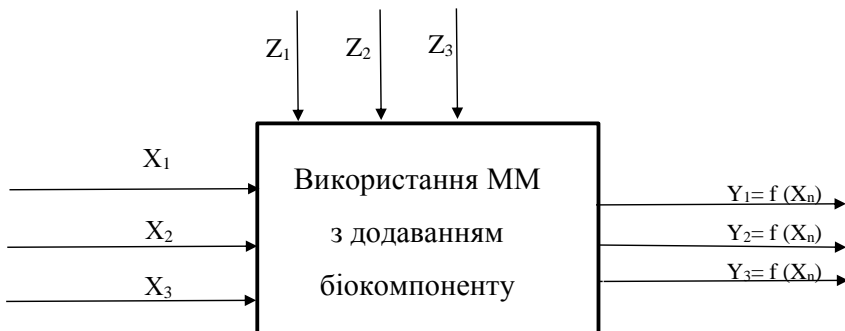 Z₁ Z₂ Z₃
X₁
X₂
X₃
Використання ММ
з додаванням
біокомпоненту
Y₁= f (Xₙ)
Y₂= f (Xₙ)
Y₃= f (Xₙ)